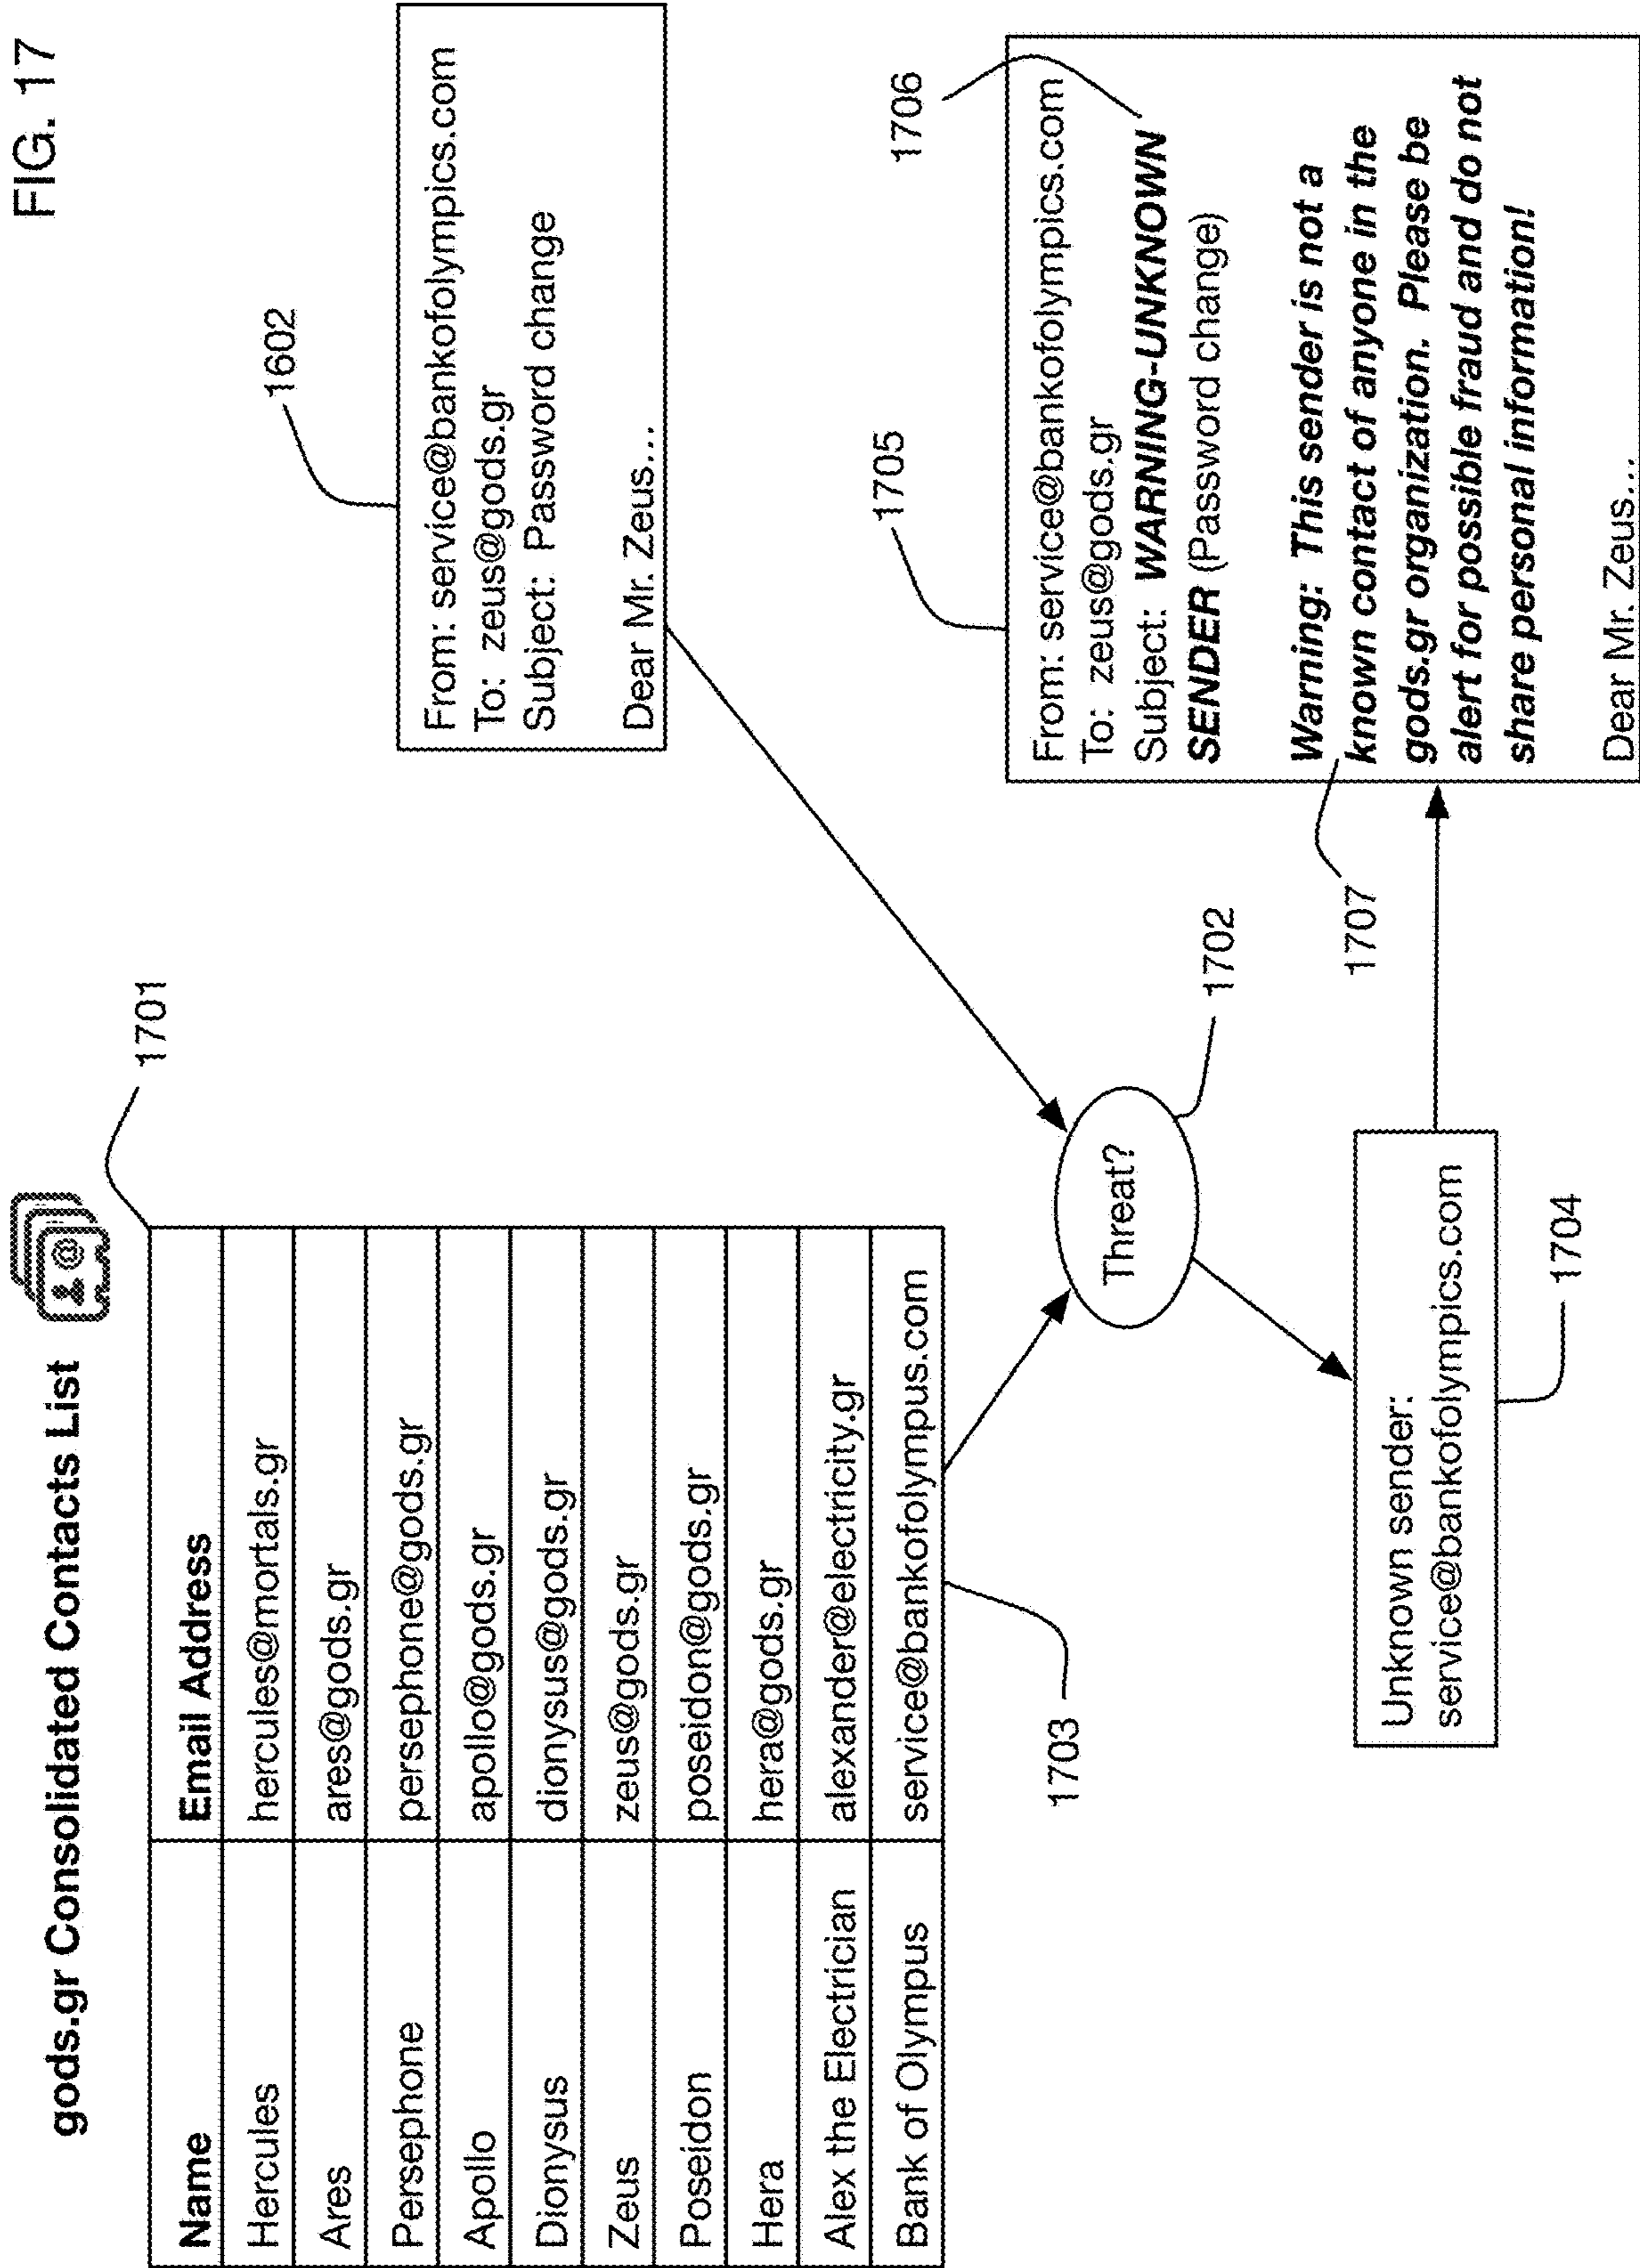 FIG. 17
gods.gr Consolidated Contacts List
@
1701
Name Email Address
Hercules hercules@mortals.gr
Ares ares@gods.gr
Persephone persephone@gods.gr
Apollo apollo@gods.gr
Dionysus dionysus@gods.gr
Zeus zeus@gods.gr
Poseidon poseidon@gods.gr
Hera hera@gods.gr
Alex the Electrician alexander@electricity.gr
Bank of Olympus service@bankofolympus.com
1703
1602
From: service@bankofolympics.com
To: zeus@gods.gr
Subject: Password change
Dear Mr. Zeus...
Threat?
1702
Unknown sender:
service@bankofolympics.com
1704
1705
1706
From: service@bankofolympics.com
To: zeus@gods.gr
Subject: WARNING-UNKNOWN
SENDER (Password change)
Warning: This sender is not a
known contact of anyone in the
gods.gr organization. Please be
alert for possible fraud and do not
share personal information!
Dear Mr. Zeus...
1707